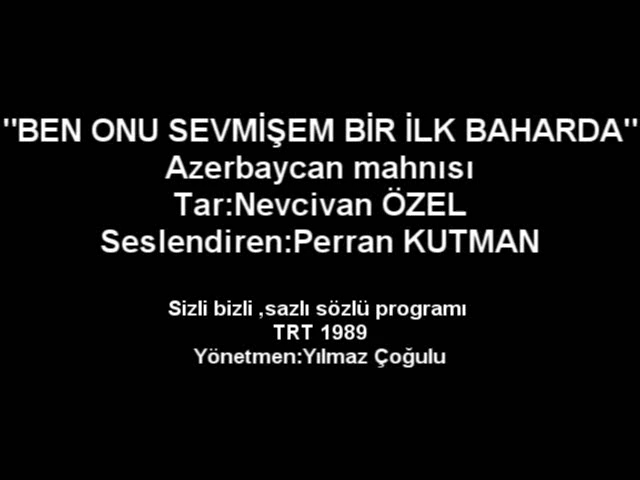 "BEN ONU SEVMİŞEM BİR İLK BAHARDA"
Azerbaycan mahnısı
Tar:Nevcivan ÖZEL
Seslendiren:Perran KUTMAN
Sizli bizli ,sazlı sözlü programı
TRT 1989
Yönetmen:Yılmaz Çoğulu